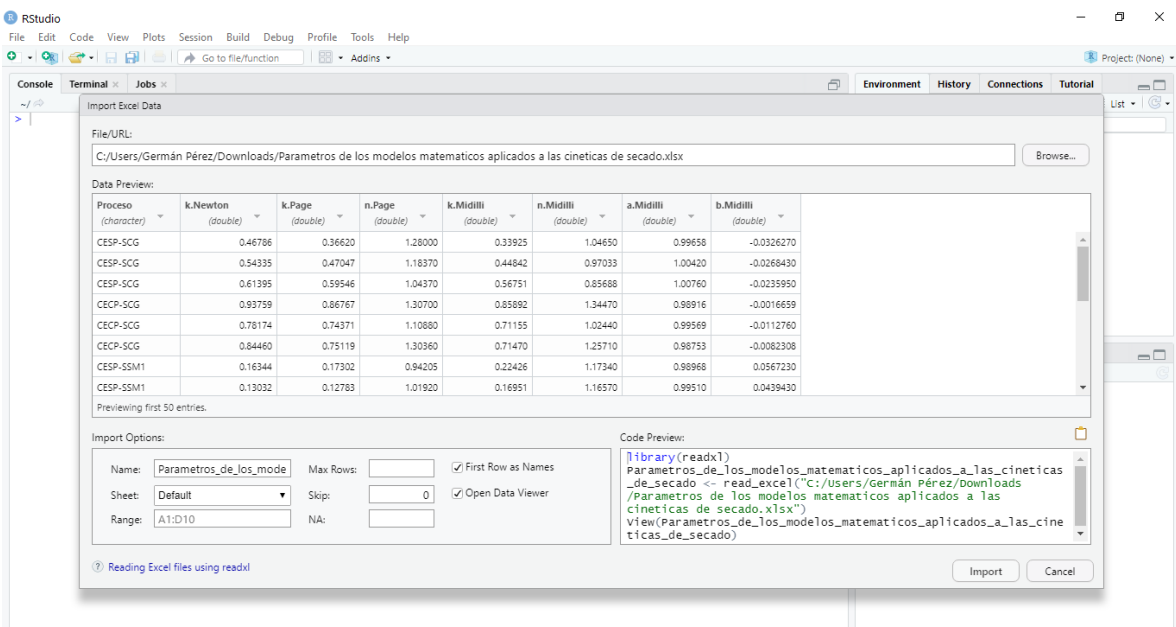 RStudio
File Edit Code View Plots Session Build Debug Profile Tools Help
Go to file/function Addins Project: (None)
Console Terminal Jobs Environment History Connections Tutorial
~/ List
>
Import Excel Data
File/URL:
C:/Users/Germán Pérez/Downloads/Parametros de los modelos matematicos aplicados a las cineticas de secado.xlsx Browse...
Data Preview:
Proceso k.Newton k.Page n.Page k.Midilli n.Midilli a.Midilli b.Midilli
(character) (double) (double) (double) (double) (double) (double) (double)
CESP-SCG 0.46786 0.36620 1.28000 0.33925 1.04650 0.99658 -0.0326270
CESP-SCG 0.54335 0.47047 1.18370 0.44842 0.97033 1.00420 -0.0268430
CESP-SCG 0.61395 0.59546 1.04370 0.56751 0.85688 1.00760 -0.0235950
CECP-SCG 0.93759 0.86767 1.30700 0.85892 1.34470 0.98916 -0.0016659
CECP-SCG 0.78174 0.74371 1.10880 0.71155 1.02440 0.99569 -0.0112760
CECP-SCG 0.84460 0.75119 1.30360 0.71470 1.25710 0.98753 -0.0082308
CESP-SSM1 0.16344 0.17302 0.94205 0.22426 1.17340 0.98968 0.0567230
CESP-SSM1 0.13032 0.12783 1.01920 0.16951 1.16570 0.99510 0.0439430
Previewing first 50 entries.
Import Options:
Name: Parametros_de_los_mode Max Rows: First Row as Names
Sheet: Default Skip: 0 Open Data Viewer
Range: A1:D10 NA:
Code Preview:
library(readxl)
Parametros_de_los_modelos_matematicos_aplicados_a_las_cineticas
_de_secado <- read_excel("C:/Users/Germán Pérez/Downloads
/Parametros de los modelos matematicos aplicados a las
cineticas de secado.xlsx")
View(Parametros_de_los_modelos_matematicos_aplicados_a_las_cine
ticas_de_secado)
Reading Excel files using readxl
Import Cancel